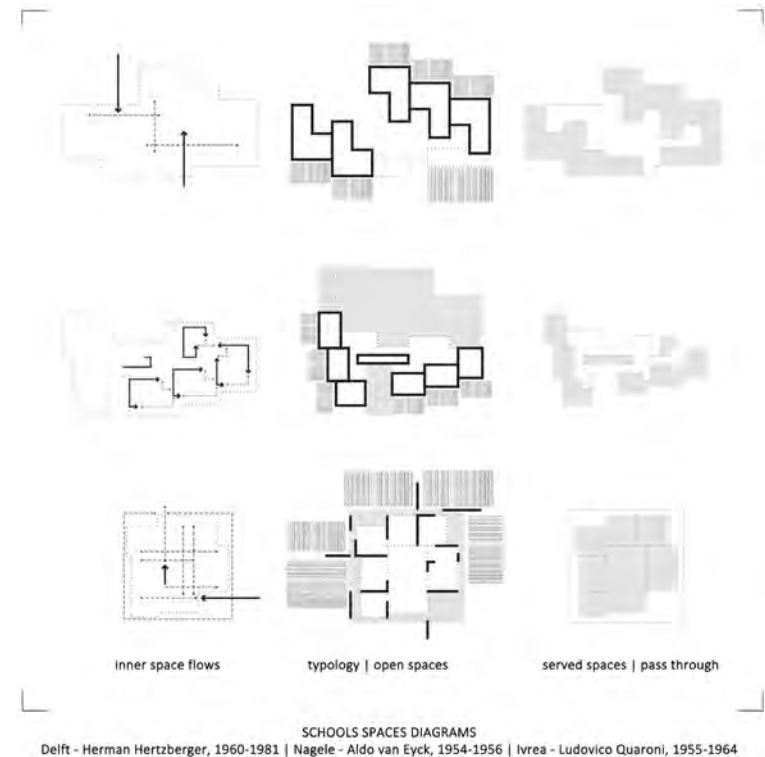 inner space flows
typology | open spaces
served spaces | pass through
SCHOOLS SPACES DIAGRAMS
Delft - Herman Hertzberger, 1960-1981 | Nagele - Aldo van Eyck, 1954-1956 | Ivrea - Ludovico Quaroni, 1955-1964